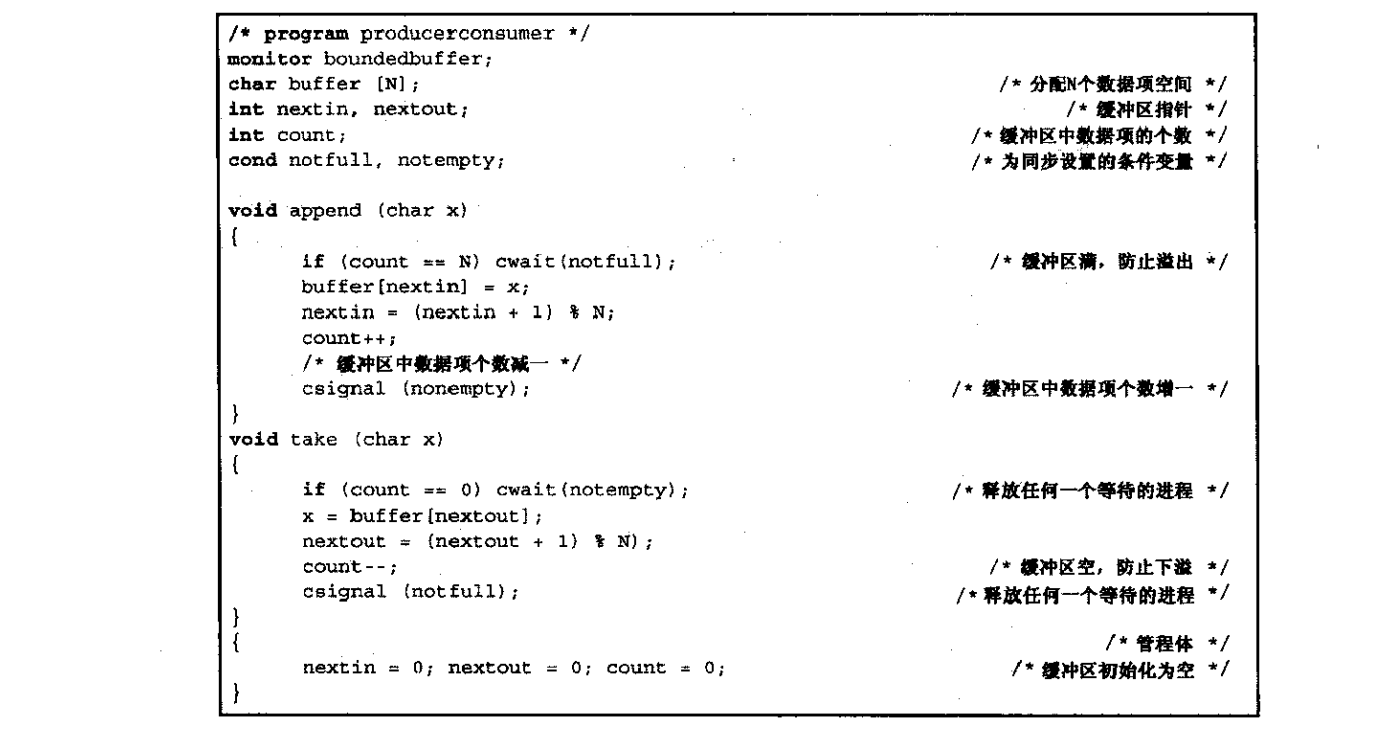 /* program producerconsumer */
monitor boundedbuffer;
char buffer [N]; /* 分配N个数据项空间 */
int nextin, nextout; /* 缓冲区指针 */
int count; /* 缓冲区中数据项的个数 */
cond notfull, notempty; /* 为同步设置的条件变量 */
void append (char x)
{
if (count == N) cwait(notfull); /* 缓冲区满，防止溢出 */
buffer[nextin] = x;
nextin = (nextin + 1) % N;
count++;
/* 缓冲区中数据项个数减一 */
csignal (nonempty); /* 缓冲区中数据项个数增一 */
}
void take (char x)
{
if (count == 0) cwait(notempty); /* 释放任何一个等待的进程 */
x = buffer[nextout];
nextout = (nextout + 1) % N);
count--; /* 缓冲区空，防止下溢 */
csignal (notfull); /* 释放任何一个等待的进程 */
}
{ /* 管程体 */
nextin = 0; nextout = 0; count = 0; /* 缓冲区初始化为空 */
}